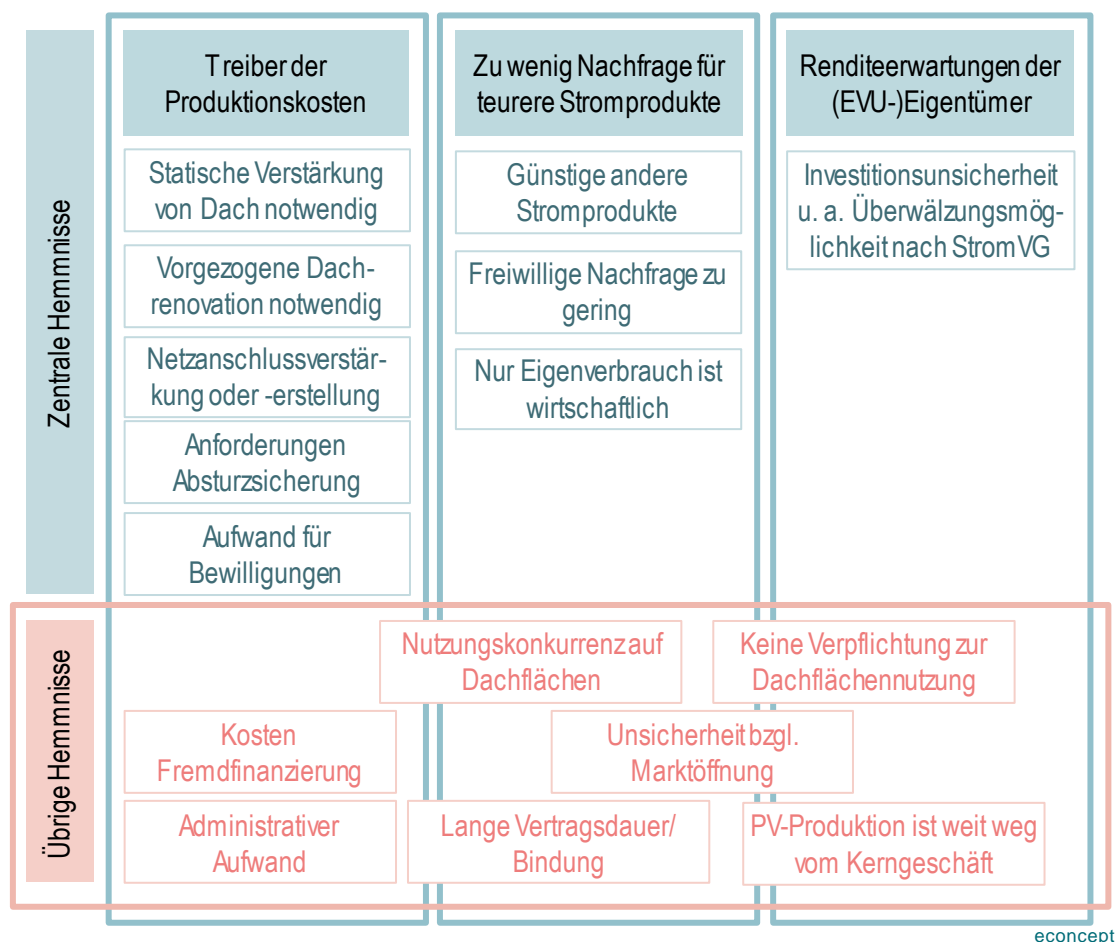 Treiber der
Produktionskosten
Zu wenig Nachfrage für
teurere Stromprodukte
Renditeerwartungen der
(EVU-)Eigentümer
Zentrale Hemmnisse
Statische Verstärkung
von Dach notwendig
Vorgezogene Dach-
renovation notwendig
Netzanschlussverstär-
kung oder -erstellung
Anforderungen
Absturzsicherung
Aufwand für
Bewilligungen
Günstige andere
Stromprodukte
Freiwillige Nachfrage zu
gering
Nur Eigenverbrauch ist
wirtschaftlich
Investitionsunsicherheit
u. a. Überwälzungsmög-
lichkeit nach StromVG
Übrige Hemmnisse
Nutzungskonkurrenz auf
Dachflächen
Keine Verpflichtung zur
Dachflächennutzung
Kosten
Fremdfinanzierung
Unsicherheit bzgl.
Marktöffnung
Administrativer
Aufwand
Lange Vertragsdauer/
Bindung
PV-Produktion ist weit weg
vom Kerngeschäft
econcept